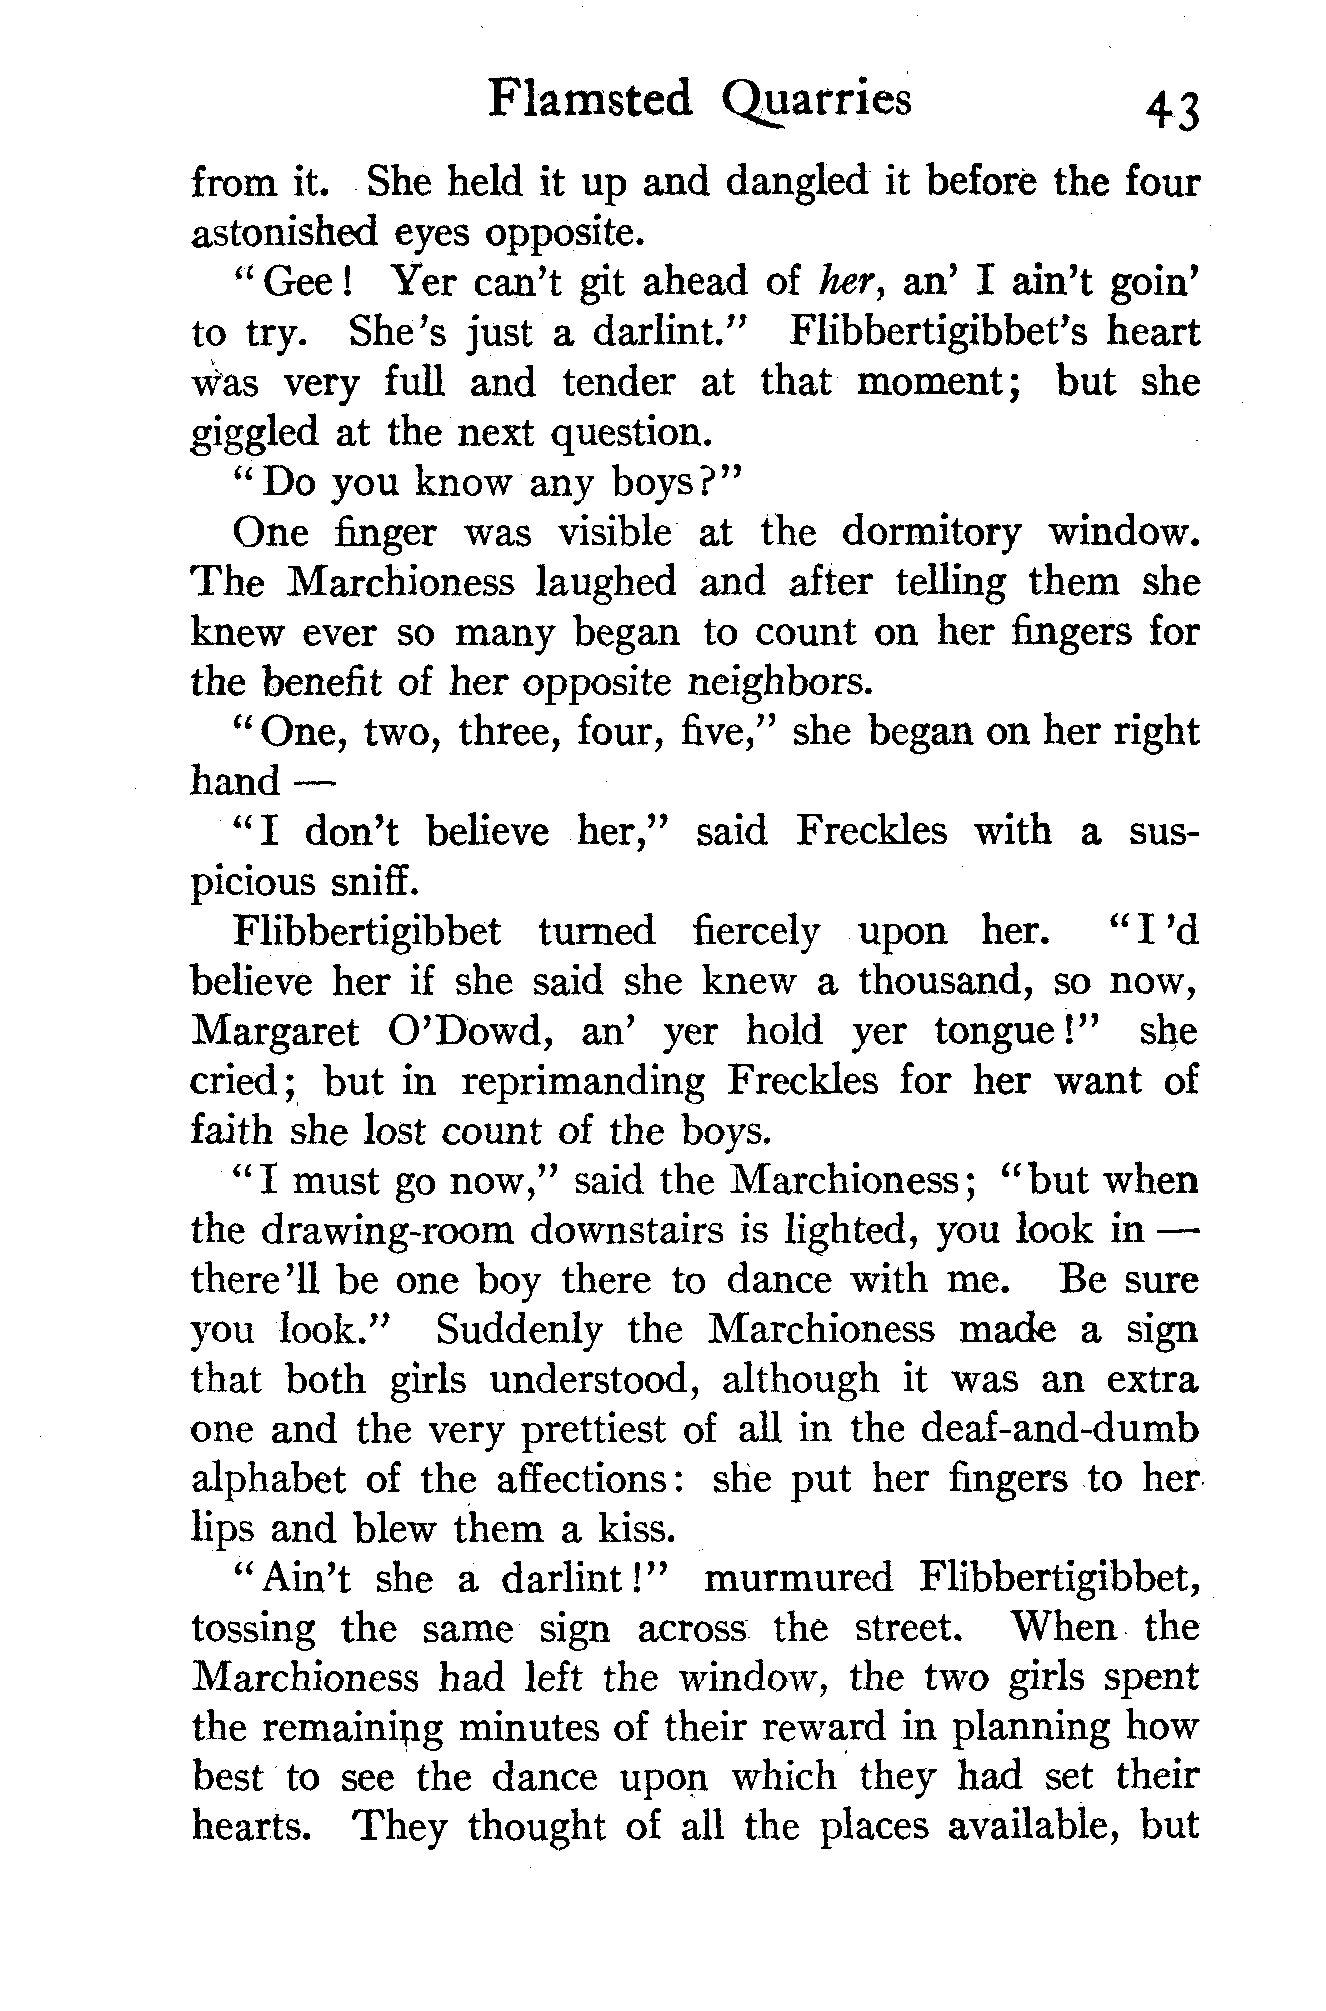 Flamsted Quarries 43
from it. She held it up and dangled it before the four
astonished eyes opposite.
"Gee! Yer can't git ahead of her, an' I ain't goin'
to try. She's just a darlint." Flibbertigibbet's heart
was very full and tender at that moment; but she
giggled at the next question.
"Do you know any boys?"
One finger was visible at the dormitory window.
The Marchioness laughed and after telling them she
knew ever so many began to count on her fingers for
the benefit of her opposite neighbors.
"One, two, three, four, five," she began on her right
hand —
"I don't believe her," said Freckles with a sus-
picious sniff.
Flibbertigibbet turned fiercely upon her. "I'd
believe her if she said she knew a thousand, so now,
Margaret O'Dowd, an' yer hold yer tongue!" she
cried; but in reprimanding Freckles for her want of
faith she lost count of the boys.
"I must go now," said the Marchioness; "but when
the drawing-room downstairs is lighted, you look in —
there'll be one boy there to dance with me. Be sure
you look." Suddenly the Marchioness made a sign
that both girls understood, although it was an extra
one and the very prettiest of all in the deaf-and-dumb
alphabet of the affections: she put her fingers to her
lips and blew them a kiss.
"Ain't she a darlint!" murmured Flibbertigibbet,
tossing the same sign across the street. When the
Marchioness had left the window, the two girls spent
the remaining minutes of their reward in planning how
best to see the dance upon which they had set their
hearts. They thought of all the places available, but